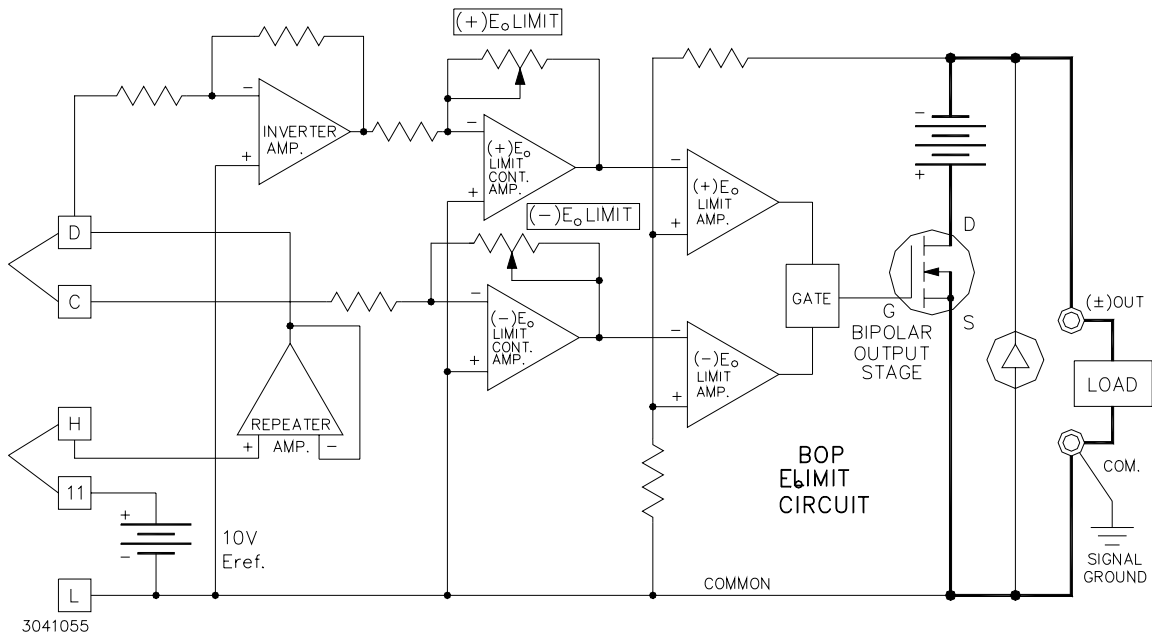 (+)Eo LIMIT
-
INVERTER
AMP.
+
-
(+)Eo
LIMIT
CONT.
AMP.
+
(-)Eo LIMIT
-
(+)Eo
LIMIT
AMP.
+
-
+
D
D
C
-
(-)Eo
LIMIT
CONT.
AMP.
+
GATE
G
S
BIPOLAR
OUTPUT
STAGE
(±)OUT
-
(-)Eo
LIMIT
AMP.
+
LOAD
H
REPEATER
+
AMP.
-
11
+
-
10V
Eref.
BOP
EoLIMIT
CIRCUIT
COM.
SIGNAL
GROUND
L
COMMON
3041055